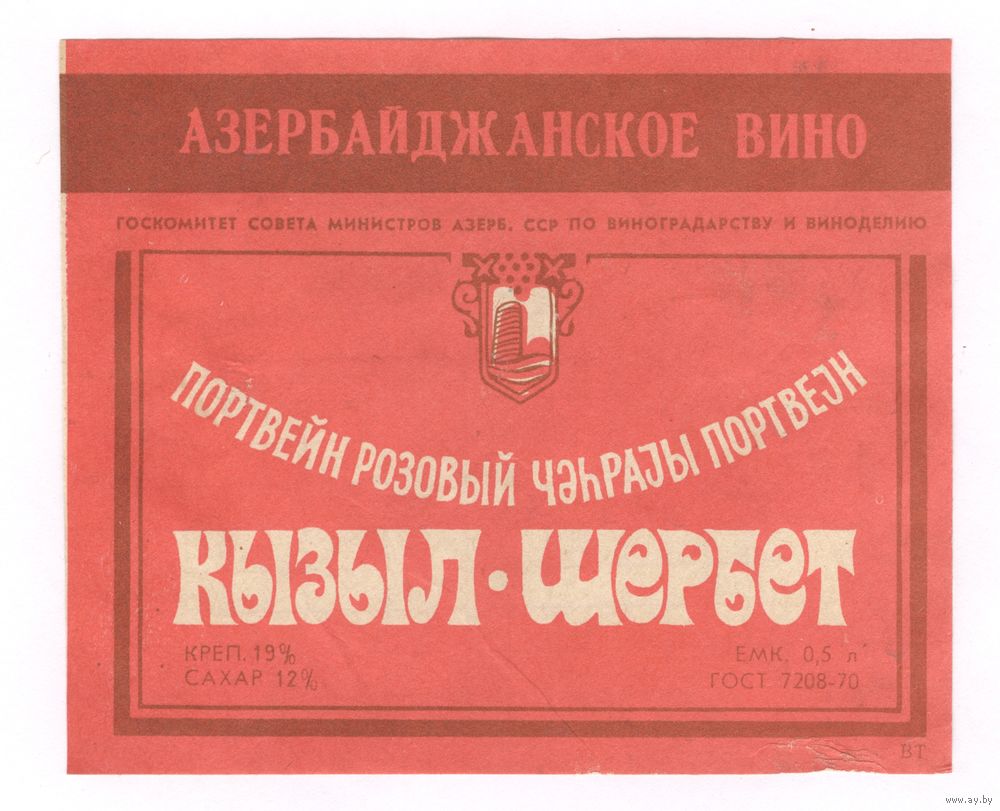 АЗЕРБАЙДЖАНСКОЕ ВИНО
ГОСКОМИТЕТ СОВЕТА МИНИСТРОВ АЗЕРБ. ССР ПО ВИНОГРАДАРСТВУ И ВИНОДЕЛИЮ
ПОРТВЕЙН РОЗОВЫЙ ЧӘҺРАЈЫ ПОРТВЕЈН
КЫЗЫЛ·ШЕРБЕТ
КРЕП. 19%
САХАР 12%
ЕМК. 0,5 л
ГОСТ 7208-70
ВТ
www.ay.by